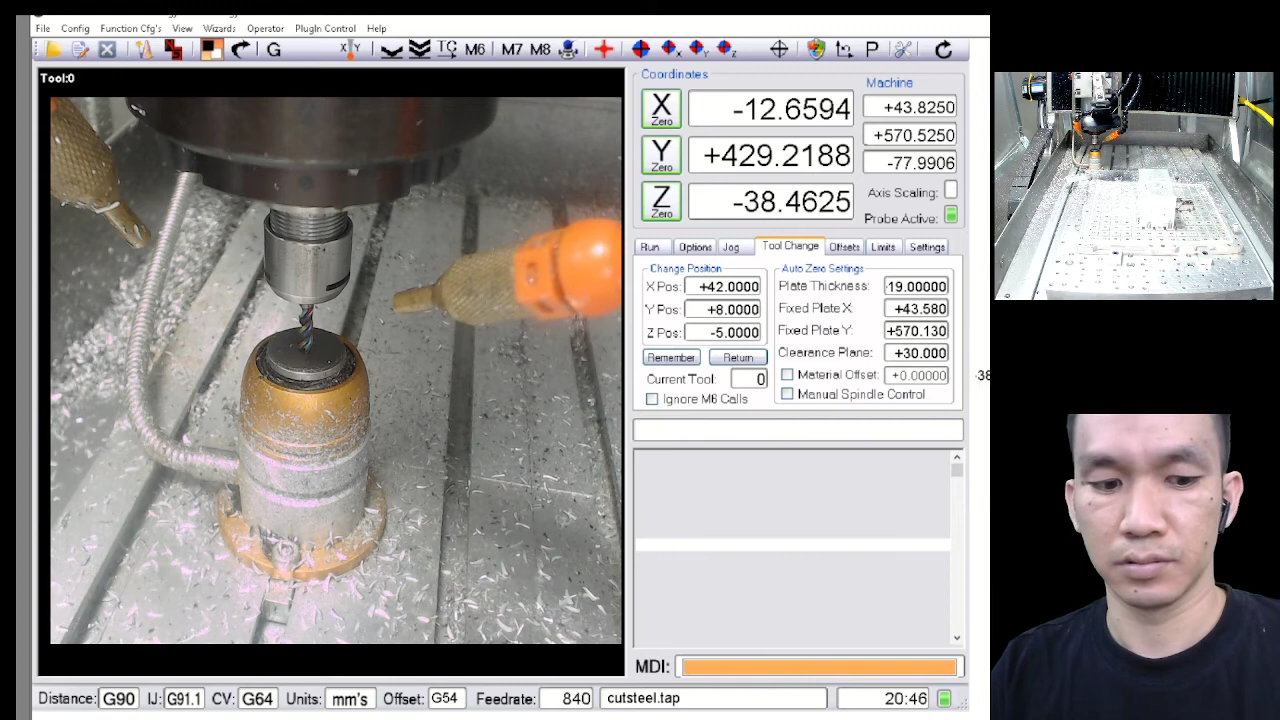 File Config Function Cfg's View Wizards Operator PlugIn Control Help
G X Y TC M6 M7 M8 X Y Z P
Tool:0
Coordinates
Machine
X Zero -12.6594 +43.8250
Y Zero +429.2188 +570.5250
Z Zero -38.4625 -77.9906
Axis Scaling:
Probe Active:
Run Options Jog Tool Change Offsets Limits Settings
Change Position
X Pos: +42.0000
Y Pos: +8.0000
Z Pos: -5.0000
Remember Return
Current Tool: 0
Ignore M6 Calls
Auto Zero Settings
Plate Thickness: -19.00000
Fixed Plate X: +43.580
Fixed Plate Y: +570.130
Clearance Plane: +30.000
Material Offset: +0.00000
Manual Spindle Control
-38
MDI:
Distance: G90 IJ: G91.1 CV: G64 Units: mm's Offset: G54 Feedrate: 840 cutsteel.tap 20:46